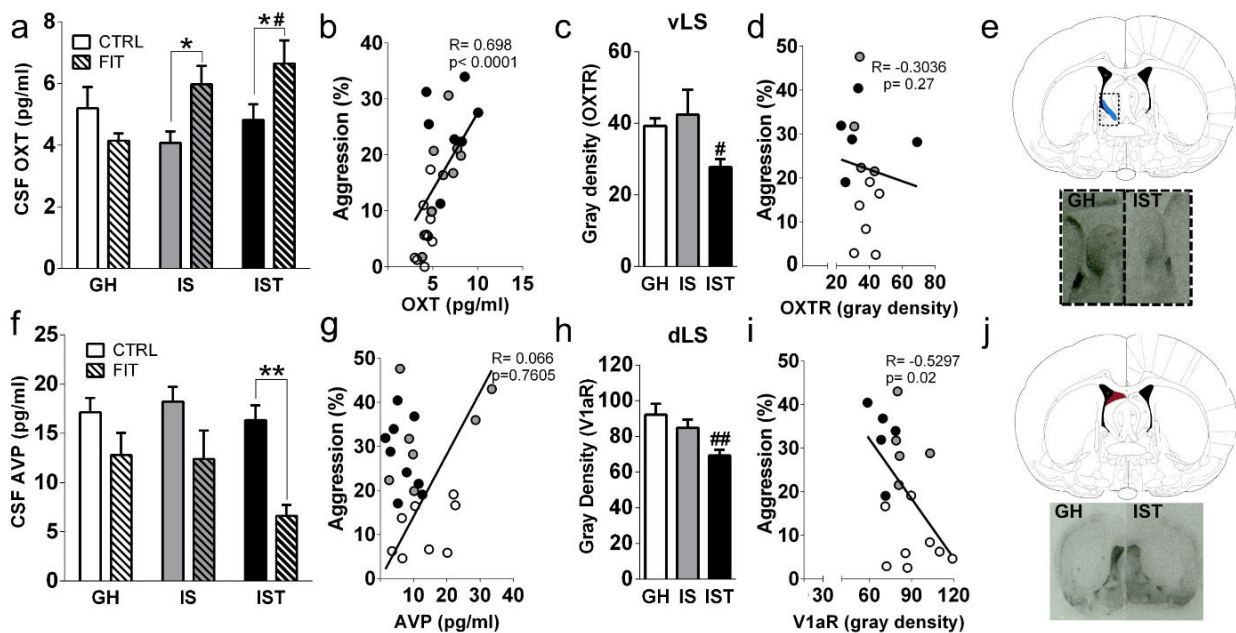 a
CSF OXT (pg/ml)
8
6
4
2
0
CTRL
FIT
*
*#
GH IS IST
b
Aggression (%)
40
30
20
10
0
R= 0.698
p< 0.0001
5 10 15
OXT (pg/ml)
c
vLS
Gray density (OXTR)
60
40
20
0
#
GH IS IST
d
Aggression (%)
50
40
30
20
10
0
R= -0.3036
p= 0.27
20 40 60 80
OXTR (gray density)
e
GH IST
f
CSF AVP (pg/ml)
25
20
15
10
5
0
CTRL
FIT
**
GH IS IST
g
Aggression (%)
50
40
30
20
10
0
R= 0.066
p=0.7605
10 20 30 40
AVP (pg/ml)
h
dLS
Gray Density (V1aR)
120
100
80
60
40
20
0
##
GH IS IST
i
Aggression (%)
50
40
30
20
10
0
R= -0.5297
p= 0.02
30 60 90 120
V1aR (gray density)
j
GH IST